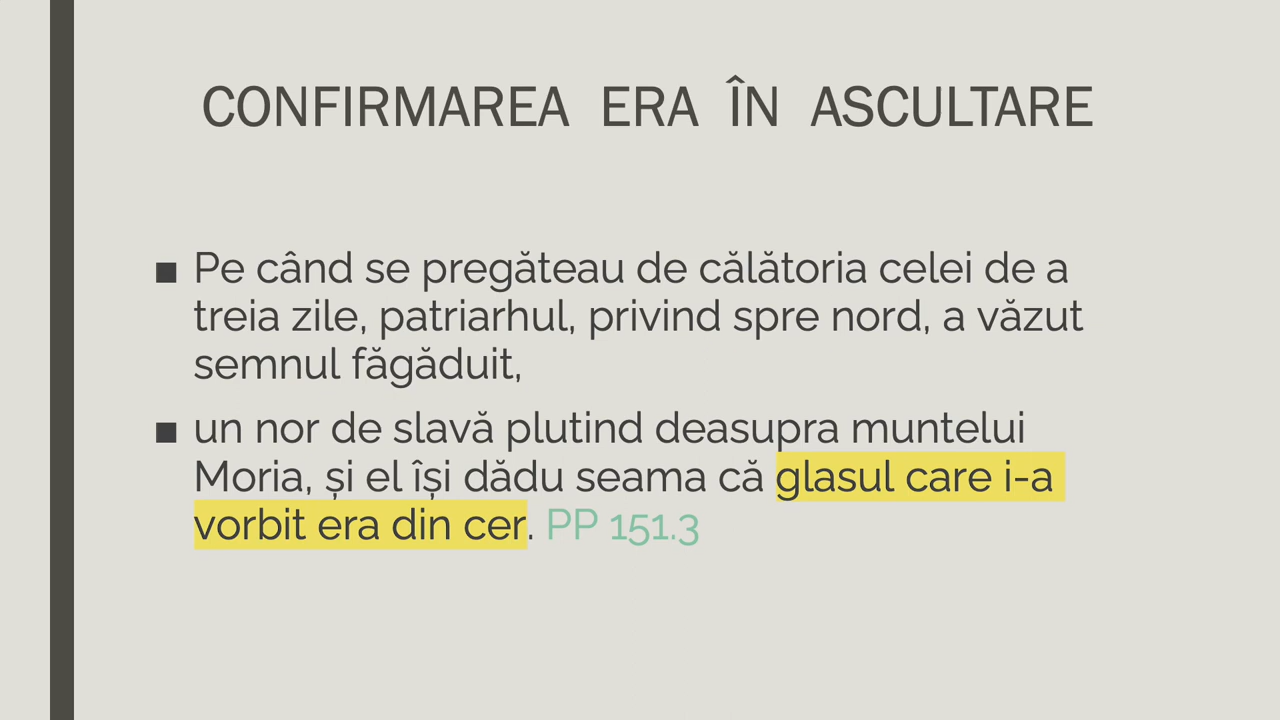 CONFIRMAREA ERA ÎN ASCULTARE
■ Pe când se pregăteau de călătoria celei de a
treia zile, patriarhul, privind spre nord, a văzut
semnul făgăduit,
■ un nor de slavă plutind deasupra muntelui
Moria, și el își dădu seama că glasul care i-a
vorbit era din cer. PP 151.3